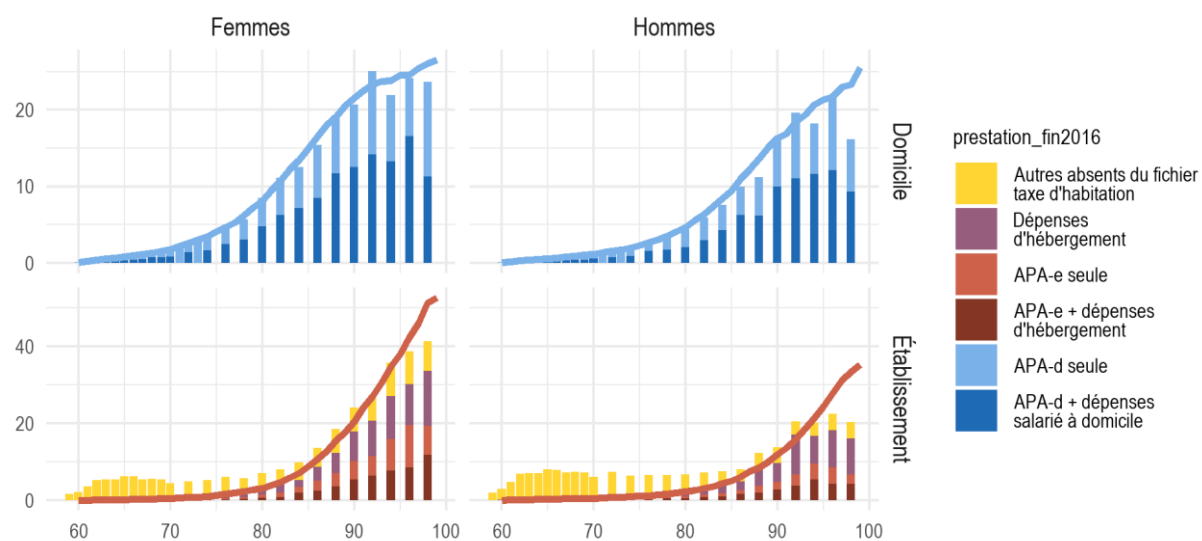 Femmes
Hommes
20
10
0
Domicile
40
20
0
Établissement
60
70
80
90
100
60
70
80
90
100
prestation_fin2016
Autres absents du fichier
taxe d'habitation
Dépenses
d'hébergement
APA-e seule
APA-e + dépenses
d'hébergement
APA-d seule
APA-d + dépenses
salarié à domicile